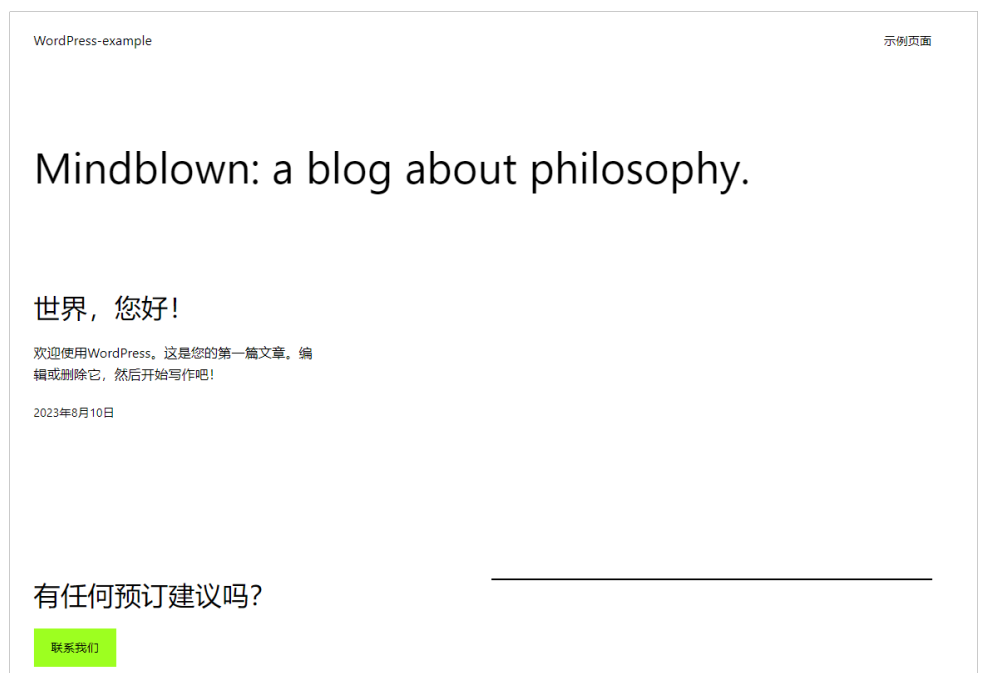 WordPress-example
示例页面
Mindblown: a blog about philosophy.
世界，您好！
欢迎使用WordPress。这是您的第一篇文章。编
辑或删除它，然后开始写作吧！
2023年8月10日
有任何预订建议吗？
联系我们